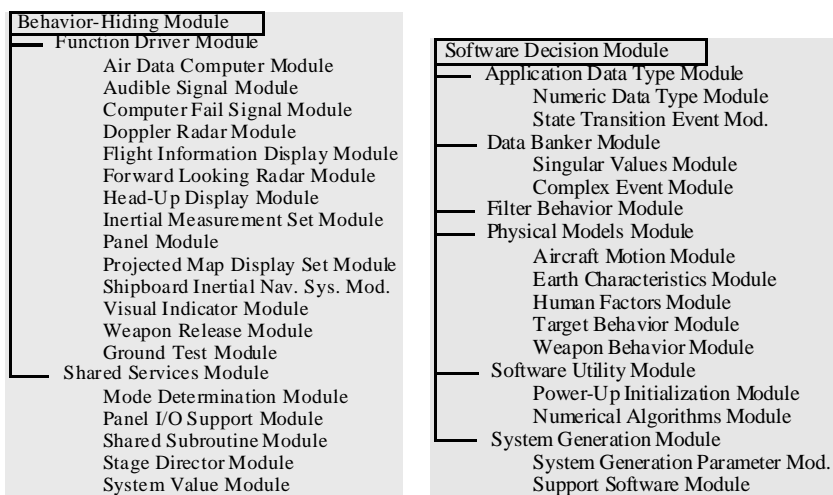 Behavior-Hiding Module
Function Driver Module
Air Data Computer Module
Audible Signal Module
Computer Fail Signal Module
Doppler Radar Module
Flight Information Display Module
Forward Looking Radar Module
Head-Up Display Module
Inertial Measurement Set Module
Panel Module
Projected Map Display Set Module
Shipboard Inertial Nav. Sys. Mod.
Visual Indicator Module
Weapon Release Module
Ground Test Module
Shared Services Module
Mode Determination Module
Panel I/O Support Module
Shared Subroutine Module
Stage Director Module
System Value Module
Software Decision Module
Application Data Type Module
Numeric Data Type Module
State Transition Event Mod.
Data Banker Module
Singular Values Module
Complex Event Module
Filter Behavior Module
Physical Models Module
Aircraft Motion Module
Earth Characteristics Module
Human Factors Module
Target Behavior Module
Weapon Behavior Module
Software Utility Module
Power-Up Initialization Module
Numerical Algorithms Module
System Generation Module
System Generation Parameter Mod.
Support Software Module